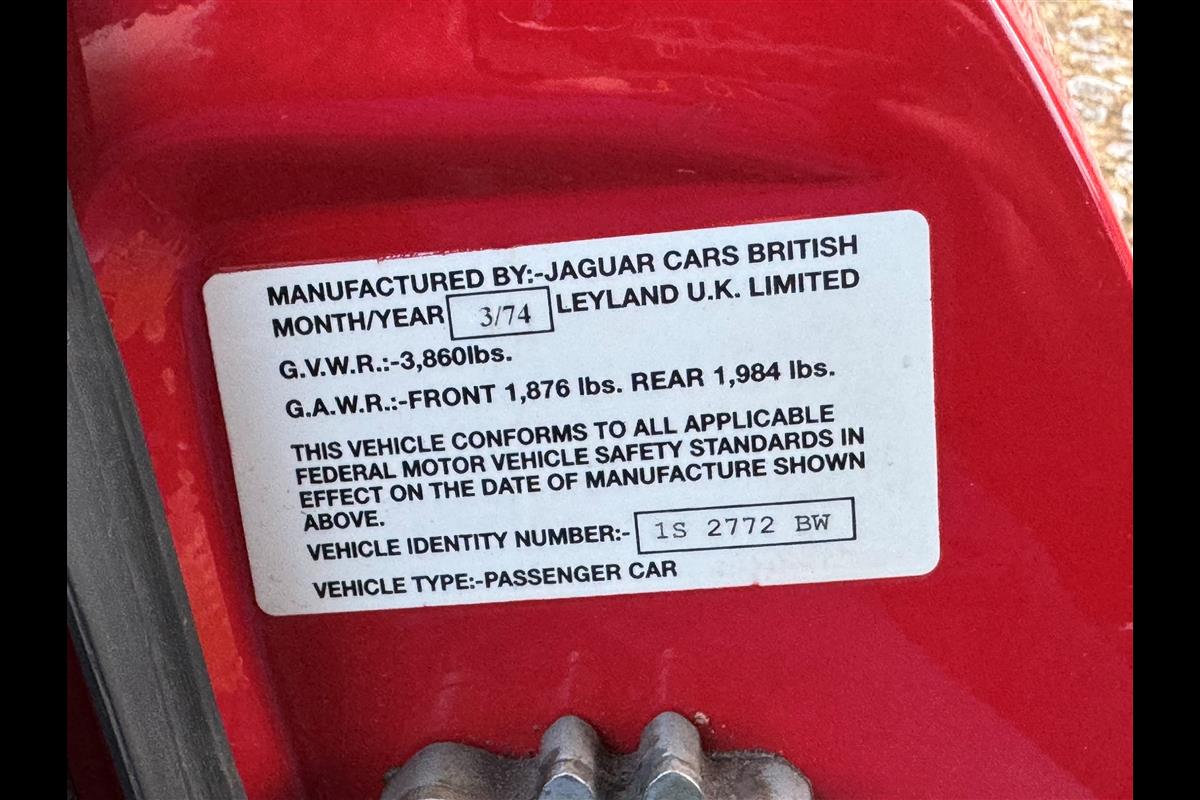 MANUFACTURED BY:-JAGUAR CARS BRITISH
MONTH/YEAR 3/74 LEYLAND U.K. LIMITED
G.V.W.R.:-3,860lbs.
G.A.W.R.:-FRONT 1,876 lbs. REAR 1,984 lbs.
THIS VEHICLE CONFORMS TO ALL APPLICABLE
FEDERAL MOTOR VEHICLE SAFETY STANDARDS IN
EFFECT ON THE DATE OF MANUFACTURE SHOWN
ABOVE.
VEHICLE IDENTITY NUMBER:- 1S 2772 BW
VEHICLE TYPE:-PASSENGER CAR